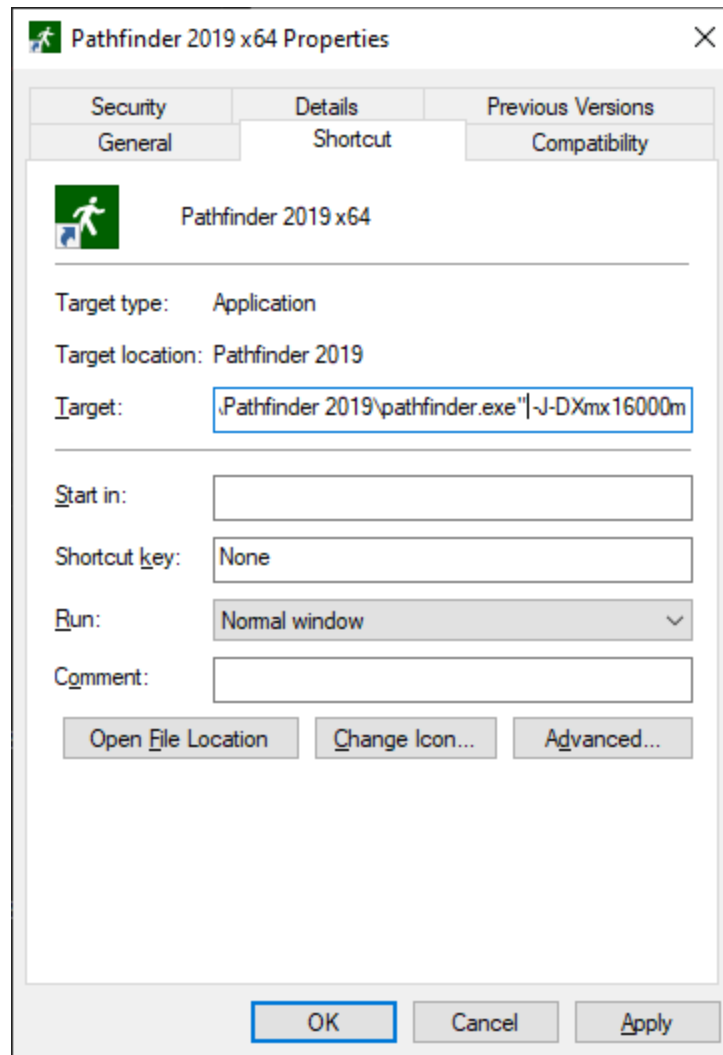 Pathfinder 2019 x64 Properties
Security Details Previous Versions
General Shortcut Compatibility
Pathfinder 2019 x64
Target type: Application
Target location: Pathfinder 2019
Target: \Pathfinder 2019\pathfinder.exe" -J-DXmx16000m
Start in:
Shortcut key: None
Run: Normal window
Comment:
Open File Location Change Icon... Advanced...
OK Cancel Apply